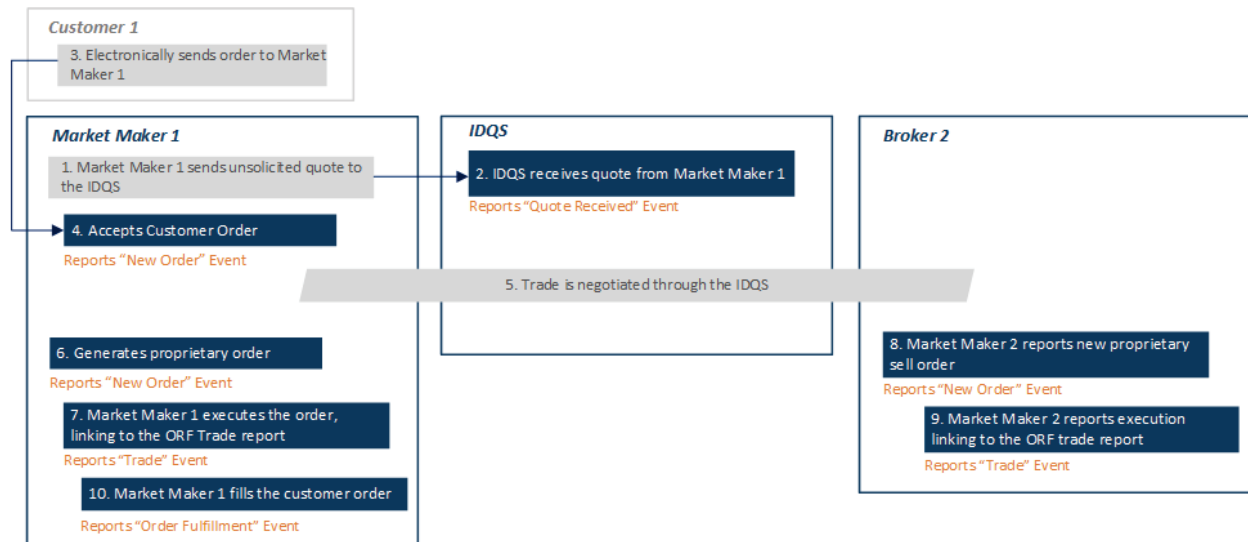 Customer 1
3. Electronically sends order to Market
Maker 1
Market Maker 1
1. Market Maker 1 sends unsolicited quote to
the IDQS
4. Accepts Customer Order
Reports “New Order” Event
IDQS
2. IDQS receives quote from Market Maker 1
Reports “Quote Received” Event
Broker 2
5. Trade is negotiated through the IDQS
6. Generates proprietary order
Reports “New Order” Event
7. Market Maker 1 executes the order,
linking to the ORF Trade report
Reports “Trade” Event
10. Market Maker 1 fills the customer order
Reports “Order Fulfillment” Event
8. Market Maker 2 reports new proprietary
sell order
Reports “New Order” Event
9. Market Maker 2 reports execution
linking to the ORF trade report
Reports “Trade” Event